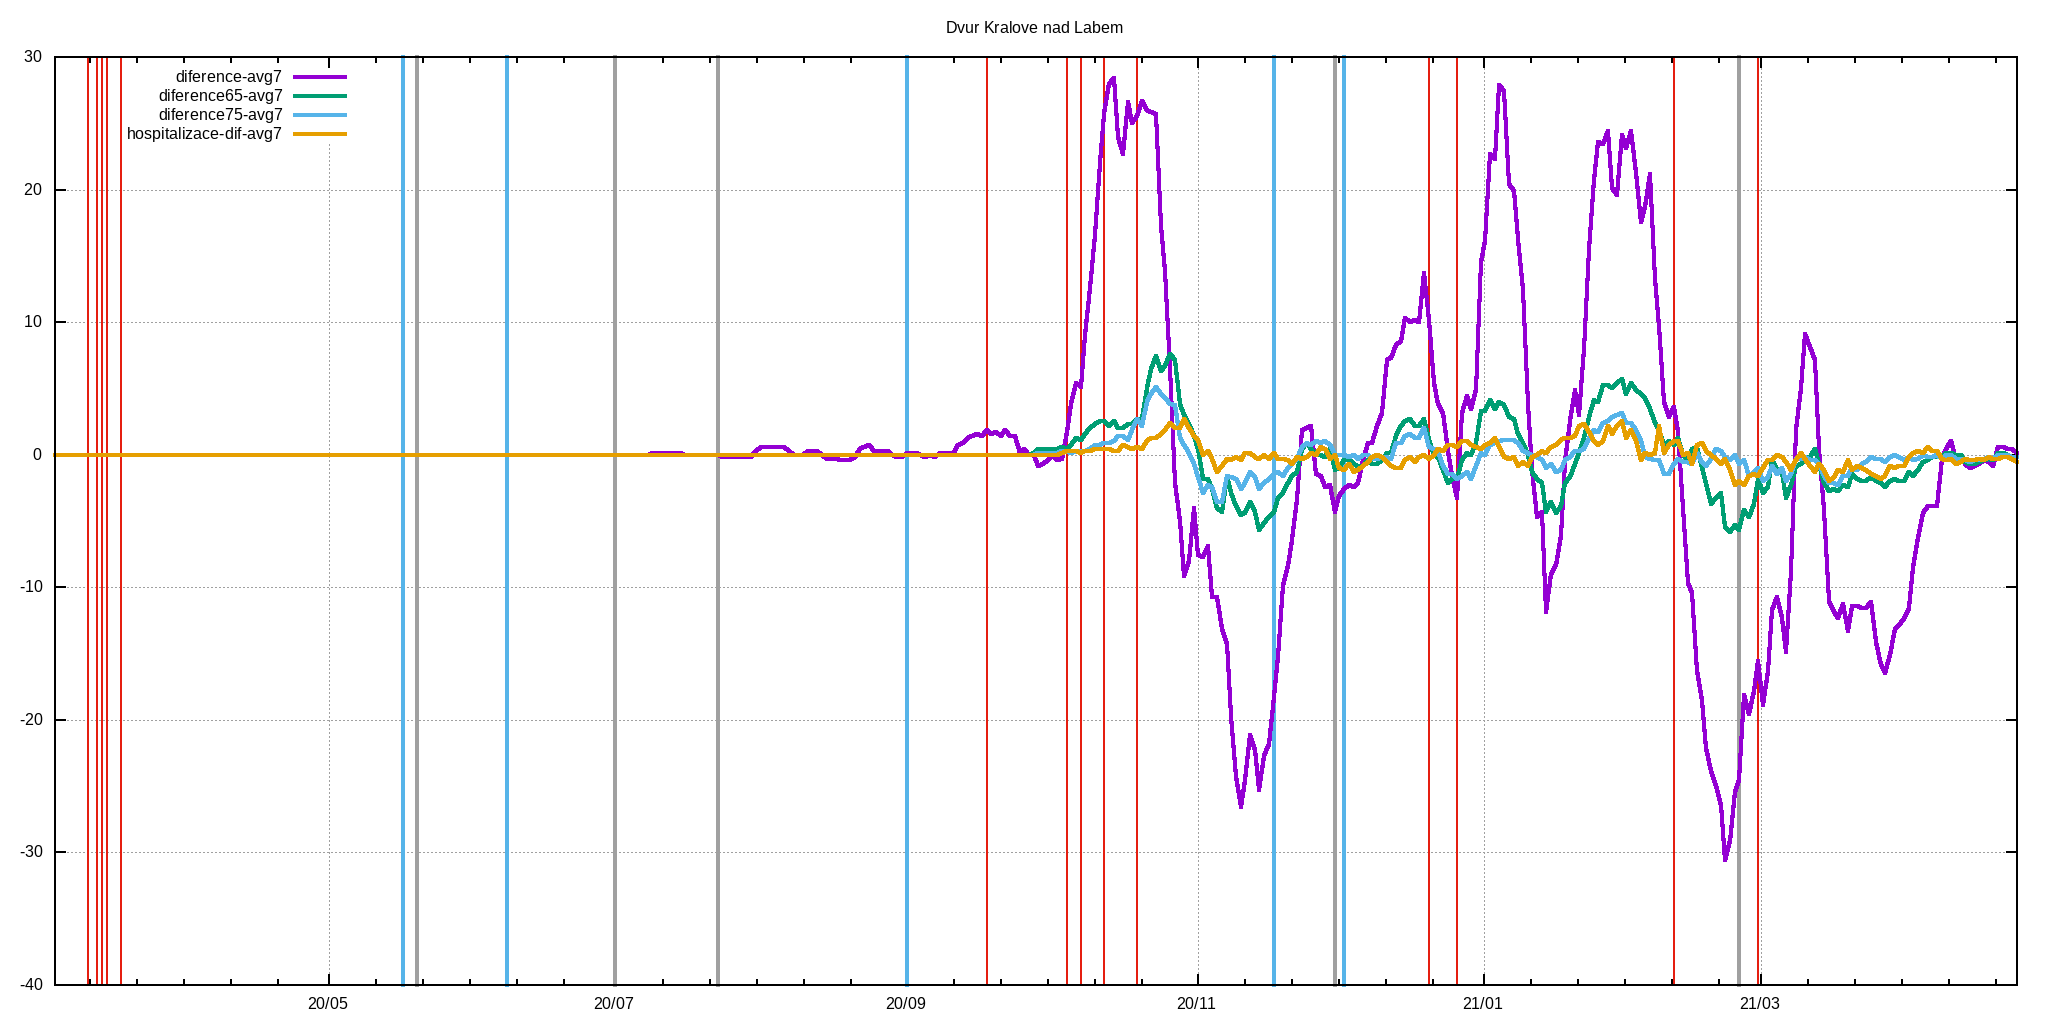 Dvur Kralove nad Labem
30
20
10
0
-10
-20
-30
-40
diference-avg7
diference65-avg7
diference75-avg7
hospitalizace-dif-avg7
20/05
20/07
20/09
20/11
21/01
21/03